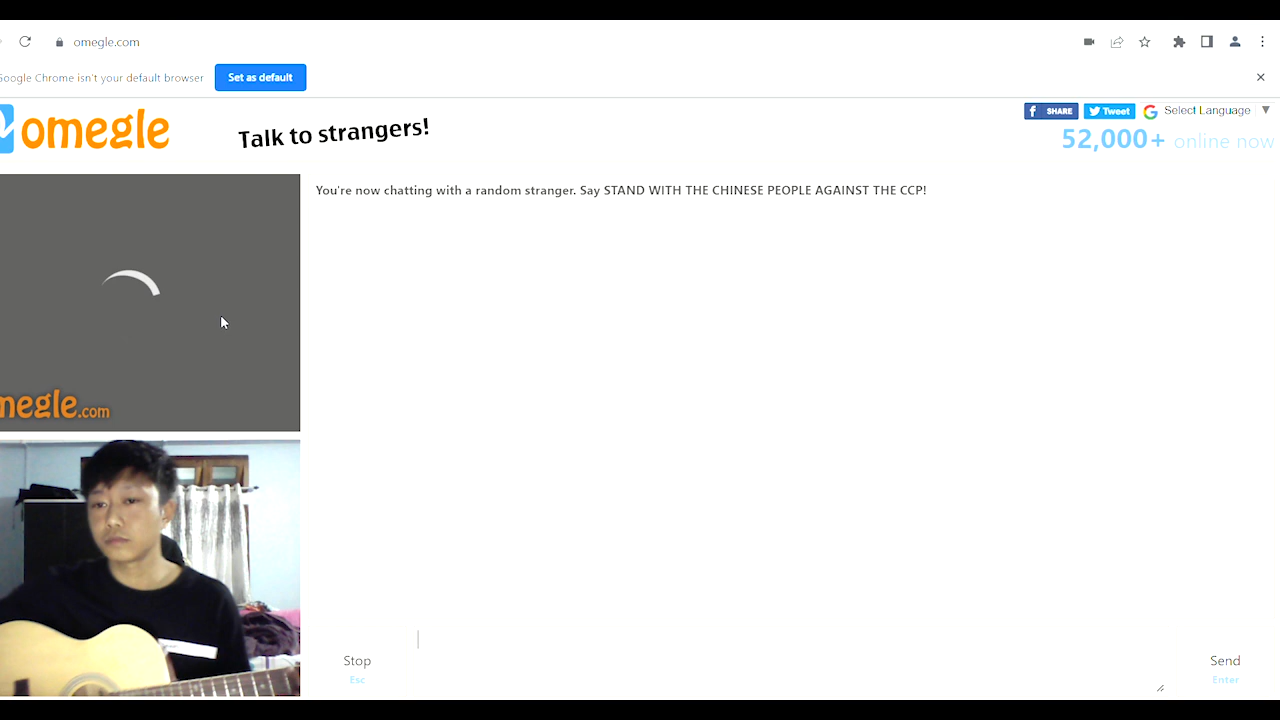 omegle.com
Google Chrome isn't your default browser
Set as default
omegle
Talk to strangers!
SHARE
Tweet
Select Language
52,000+ online now
You're now chatting with a random stranger. Say STAND WITH THE CHINESE PEOPLE AGAINST THE CCP!
megle.com
Stop
Esc
Send
Enter